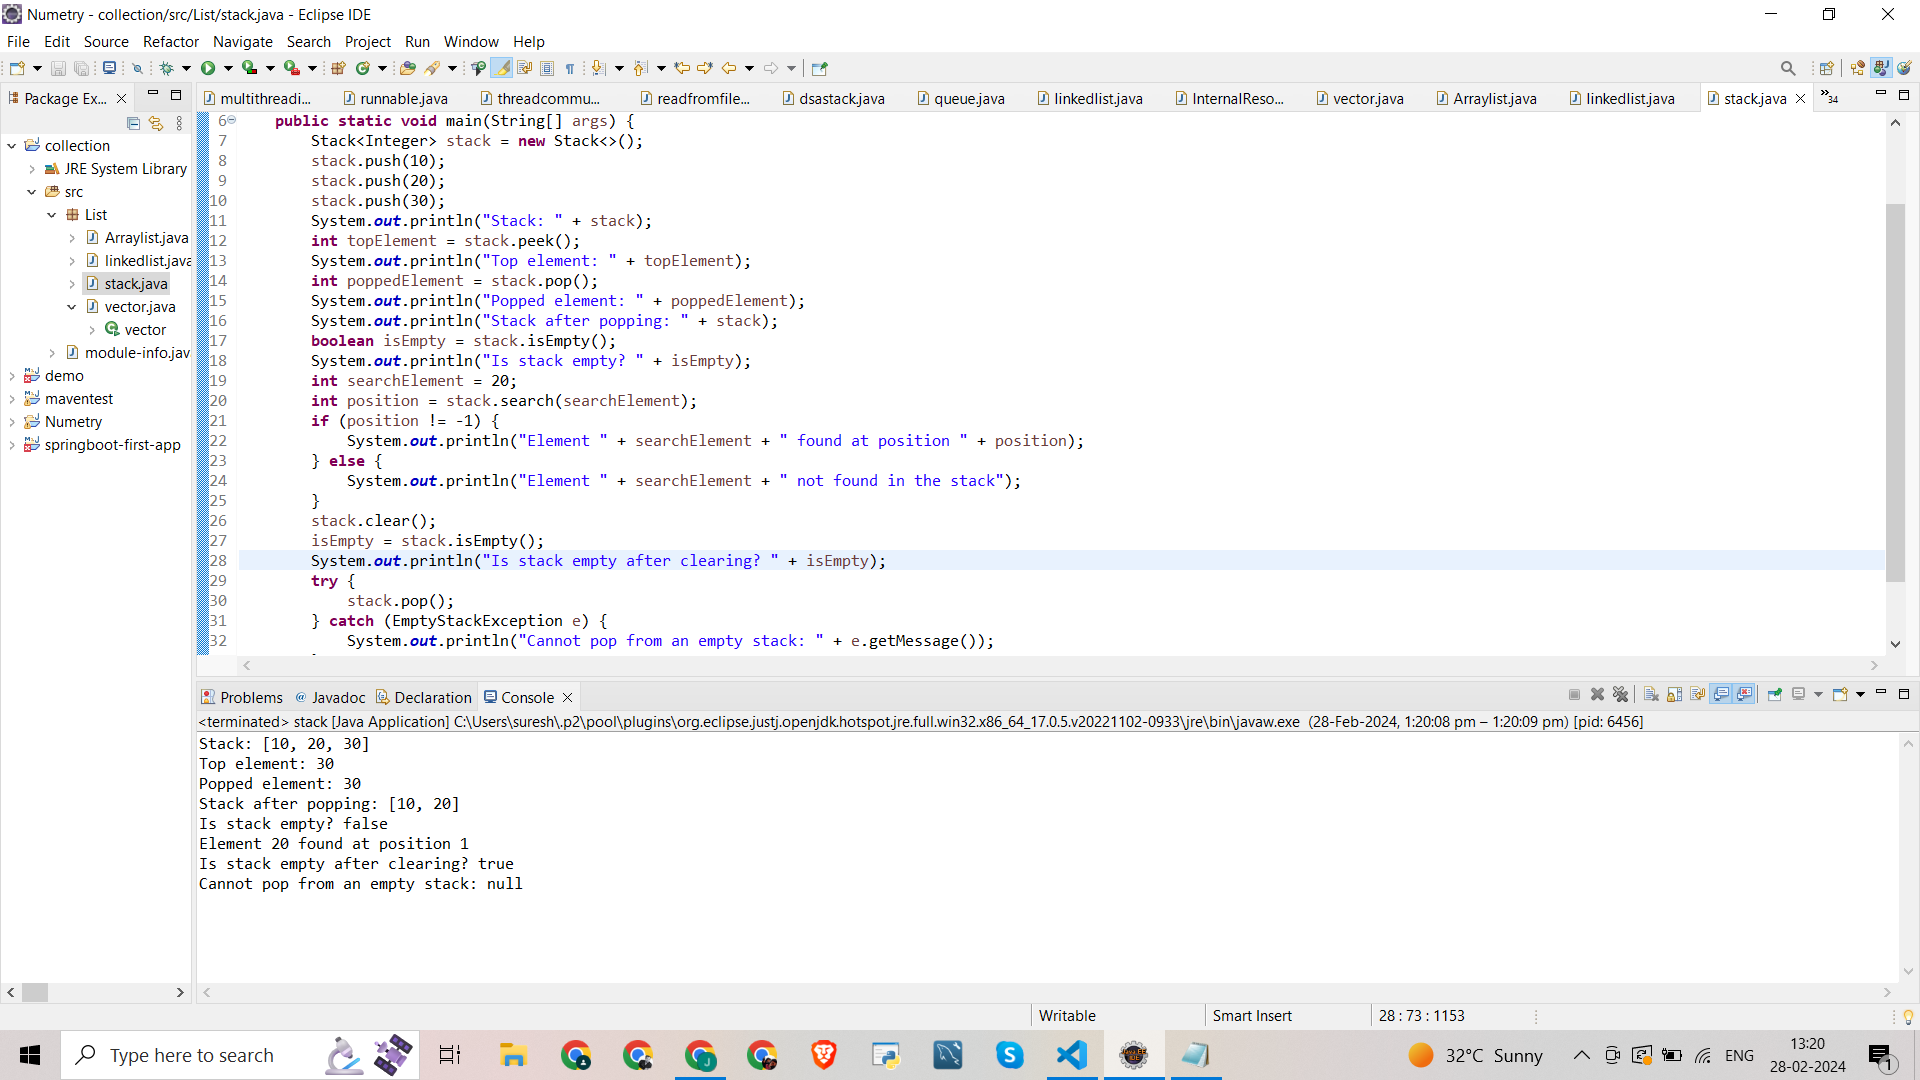 Numetry - collection/src/List/stack.java - Eclipse IDE
File Edit Source Refactor Navigate Search Project Run Window Help
Package Ex...
multithreadi... runnable.java threadcommu... readfromfile... dsastack.java queue.java linkedlist.java InternalReso... vector.java Arraylist.java linkedlist.java stack.java »34
collection
JRE System Library
src
List
Arraylist.java
linkedlist.java
stack.java
vector.java
vector
module-info.jav
demo
maventest
Numetry
springboot-first-app
6 public static void main(String[] args) {
7 Stack<Integer> stack = new Stack<>();
8 stack.push(10);
9 stack.push(20);
10 stack.push(30);
11 System.out.println("Stack: " + stack);
12 int topElement = stack.peek();
13 System.out.println("Top element: " + topElement);
14 int poppedElement = stack.pop();
15 System.out.println("Popped element: " + poppedElement);
16 System.out.println("Stack after popping: " + stack);
17 boolean isEmpty = stack.isEmpty();
18 System.out.println("Is stack empty? " + isEmpty);
19 int searchElement = 20;
20 int position = stack.search(searchElement);
21 if (position != -1) {
22 System.out.println("Element " + searchElement + " found at position " + position);
23 } else {
24 System.out.println("Element " + searchElement + " not found in the stack");
25 }
26 stack.clear();
27 isEmpty = stack.isEmpty();
28 System.out.println("Is stack empty after clearing? " + isEmpty);
29 try {
30 stack.pop();
31 } catch (EmptyStackException e) {
32 System.out.println("Cannot pop from an empty stack: " + e.getMessage());
Problems @ Javadoc Declaration Console
<terminated> stack [Java Application] C:\Users\suresh\.p2\pool\plugins\org.eclipse.justj.openjdk.hotspot.jre.full.win32.x86_64_17.0.5.v20221102-0933\jre\bin\javaw.exe (28-Feb-2024, 1:20:08 pm – 1:20:09 pm) [pid: 6456]
Stack: [10, 20, 30]
Top element: 30
Popped element: 30
Stack after popping: [10, 20]
Is stack empty? false
Element 20 found at position 1
Is stack empty after clearing? true
Cannot pop from an empty stack: null
Writable Smart Insert 28 : 73 : 1153
Type here to search
32°C Sunny
ENG
13:20
28-02-2024
1